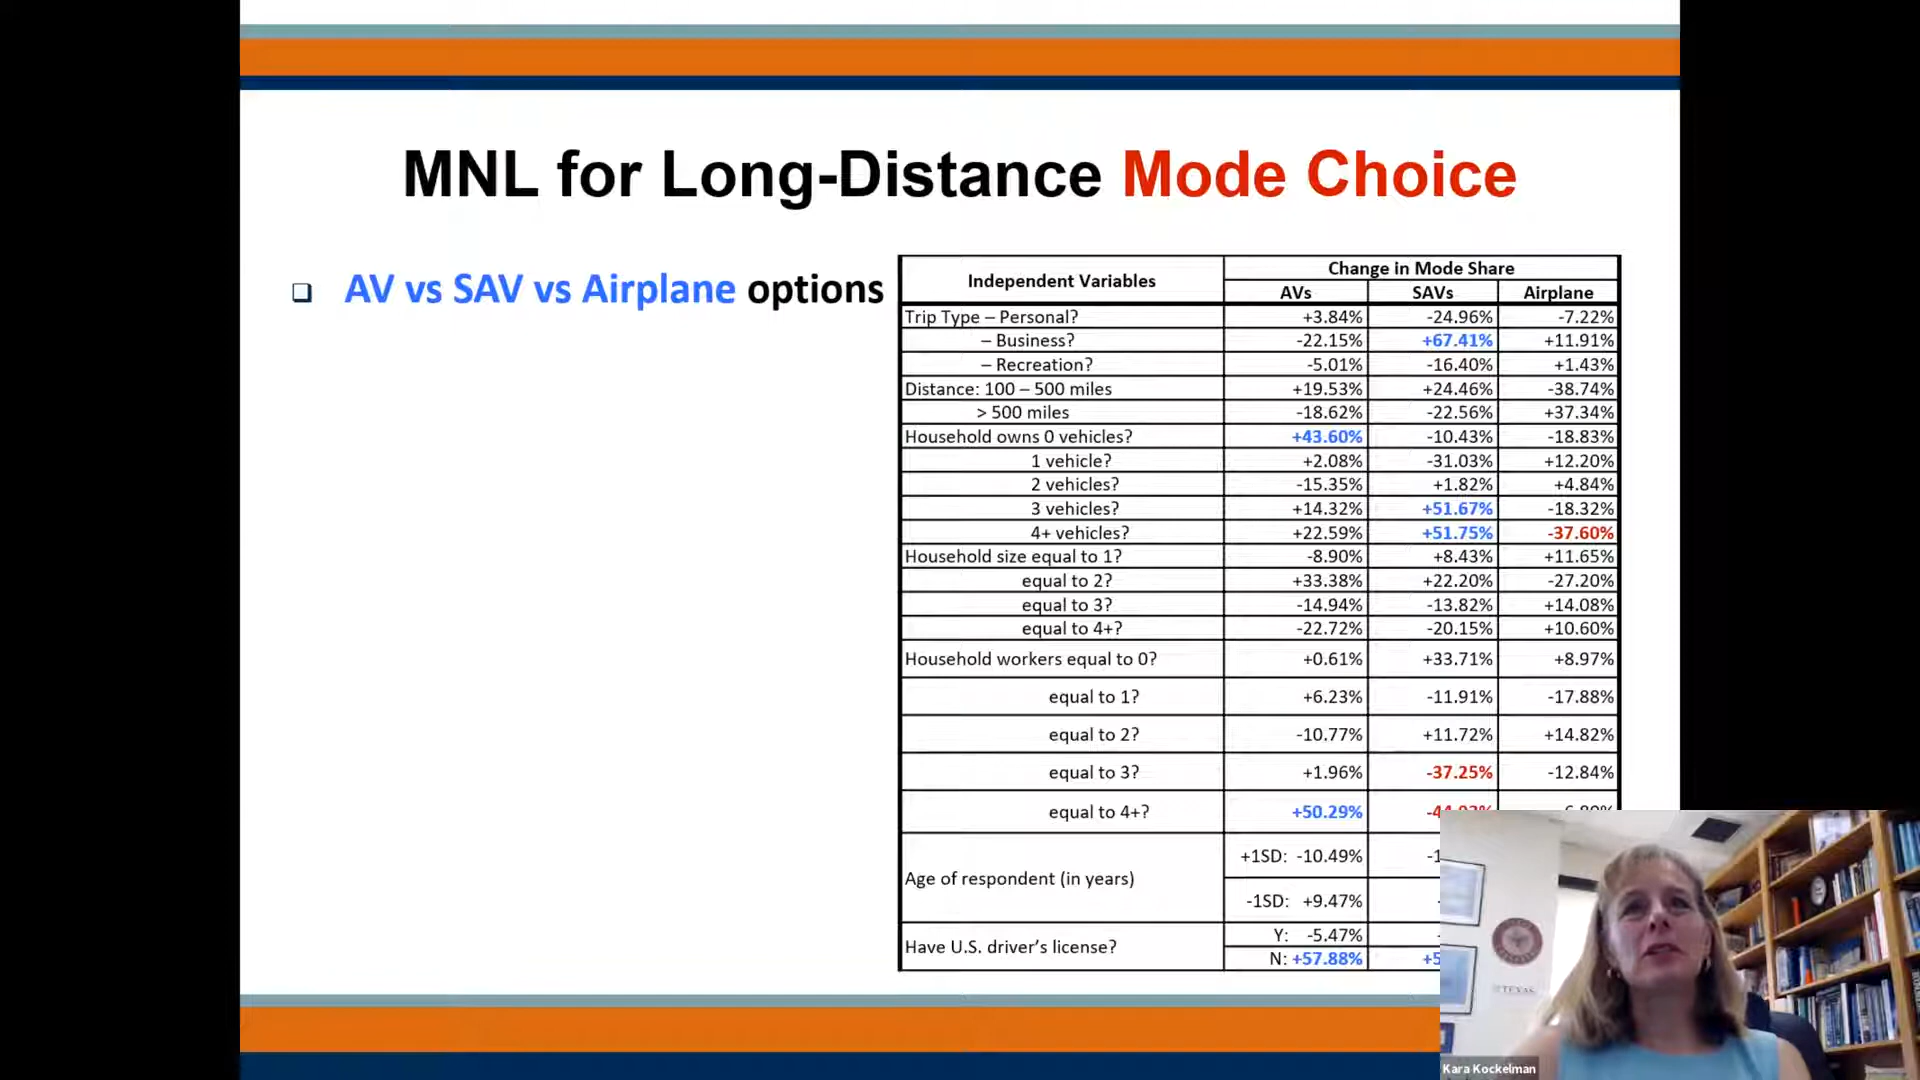 MNL for Long-Distance Mode Choice
AV vs SAV vs Airplane options
Independent Variables
Change in Mode Share
AVs SAVs Airplane
Trip Type – Personal? +3.84% -24.96% -7.22%
– Business? -22.15% +67.41% +11.91%
– Recreation? -5.01% -16.40% +1.43%
Distance: 100 – 500 miles +19.53% +24.46% -38.74%
> 500 miles -18.62% -22.56% +37.34%
Household owns 0 vehicles? +43.60% -10.43% -18.83%
1 vehicle? +2.08% -31.03% +12.20%
2 vehicles? -15.35% +1.82% +4.84%
3 vehicles? +14.32% +51.67% -18.32%
4+ vehicles? +22.59% +51.75% -37.60%
Household size equal to 1? -8.90% +8.43% +11.65%
equal to 2? +33.38% +22.20% -27.20%
equal to 3? -14.94% -13.82% +14.08%
equal to 4+? -22.72% -20.15% +10.60%
Household workers equal to 0? +0.61% +33.71% +8.97%
equal to 1? +6.23% -11.91% -17.88%
equal to 2? -10.77% +11.72% +14.82%
equal to 3? +1.96% -37.25% -12.84%
equal to 4+? +50.29%
Age of respondent (in years)
+1SD: -10.49%
-1SD: +9.47%
Have U.S. driver's license?
Y: -5.47%
N: +57.88%
TEXAS
Kara Kockelman